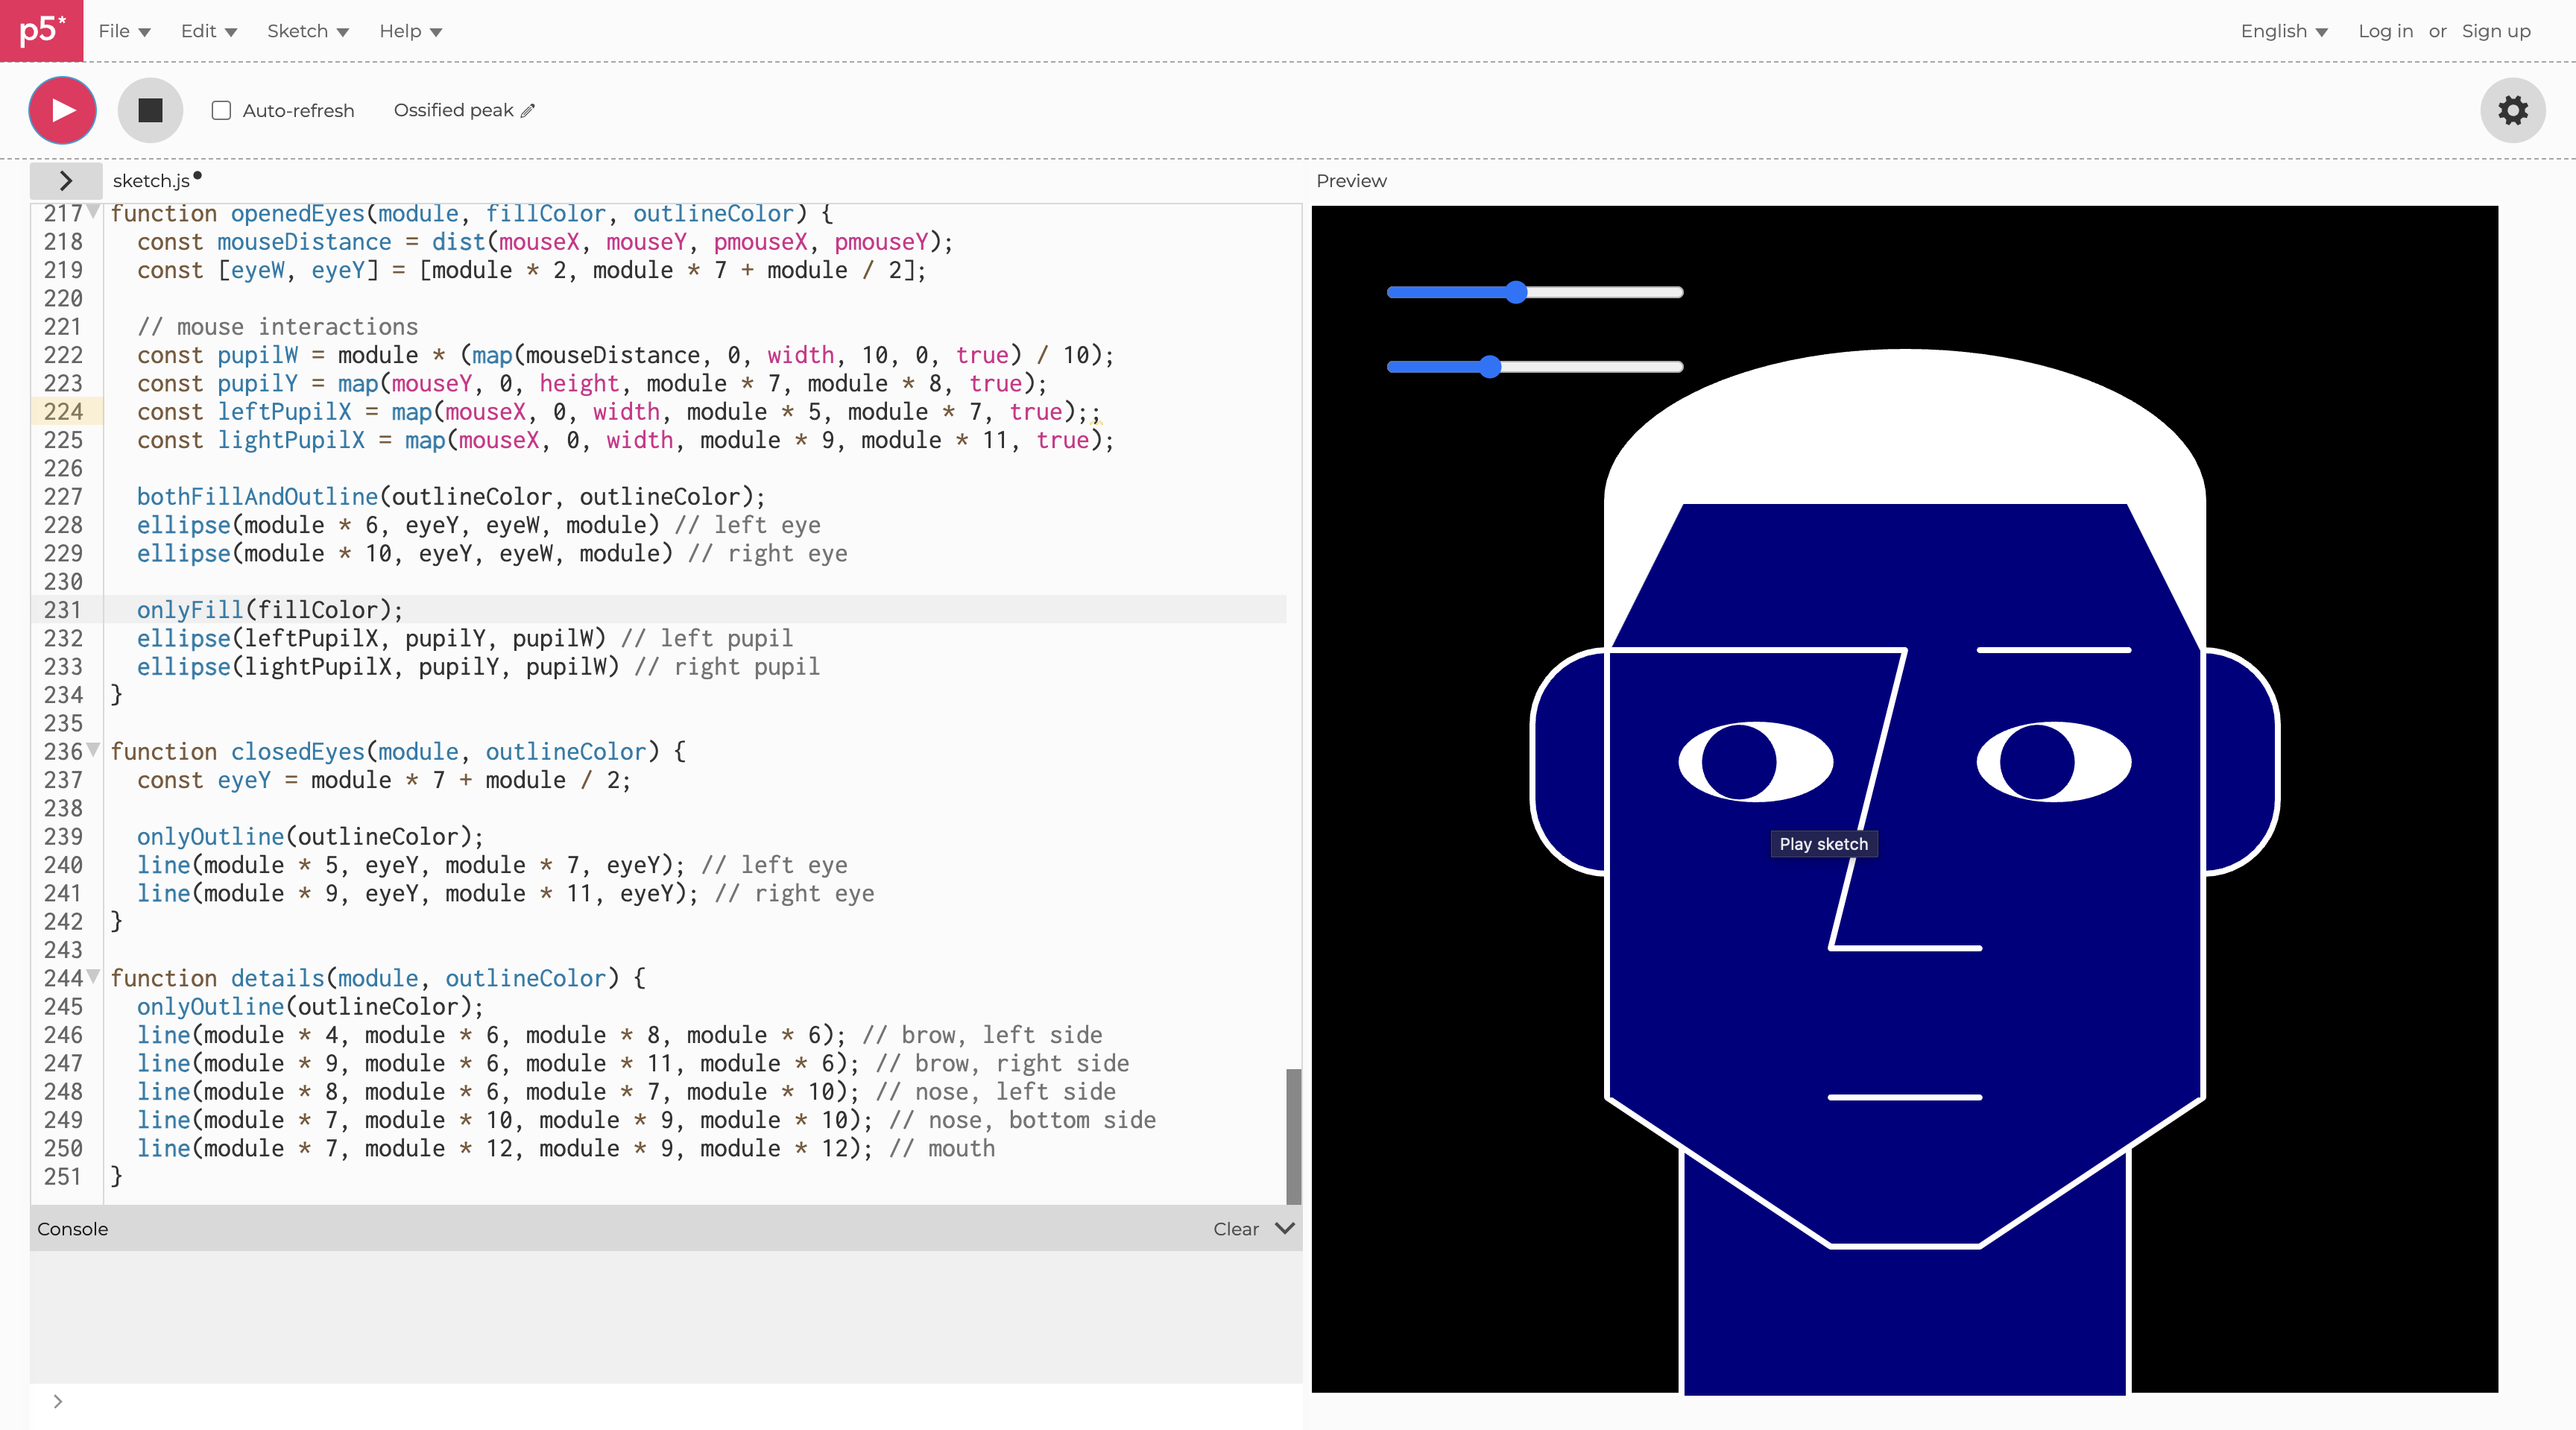 p5* File Edit Sketch Help English Log in or Sign up
Auto-refresh Ossified peak
sketch.js
Preview
217 function openedEyes(module, fillColor, outlineColor) {
218 const mouseDistance = dist(mouseX, mouseY, pmouseX, pmouseY);
219 const [eyeW, eyeY] = [module * 2, module * 7 + module / 2];
220
221 // mouse interactions
222 const pupilW = module * (map(mouseDistance, 0, width, 10, 0, true) / 10);
223 const pupilY = map(mouseY, 0, height, module * 7, module * 8, true);
224 const leftPupilX = map(mouseX, 0, width, module * 5, module * 7, true);;
225 const lightPupilX = map(mouseX, 0, width, module * 9, module * 11, true);
226
227 bothFillAndOutline(outlineColor, outlineColor);
228 ellipse(module * 6, eyeY, eyeW, module) // left eye
229 ellipse(module * 10, eyeY, eyeW, module) // right eye
230
231 onlyFill(fillColor);
232 ellipse(leftPupilX, pupilY, pupilW) // left pupil
233 ellipse(lightPupilX, pupilY, pupilW) // right pupil
234 }
235
236 function closedEyes(module, outlineColor) {
237 const eyeY = module * 7 + module / 2;
238
239 onlyOutline(outlineColor);
240 line(module * 5, eyeY, module * 7, eyeY); // left eye
241 line(module * 9, eyeY, module * 11, eyeY); // right eye
242 }
243
244 function details(module, outlineColor) {
245 onlyOutline(outlineColor);
246 line(module * 4, module * 6, module * 8, module * 6); // brow, left side
247 line(module * 9, module * 6, module * 11, module * 6); // brow, right side
248 line(module * 8, module * 6, module * 7, module * 10); // nose, left side
249 line(module * 7, module * 10, module * 9, module * 10); // nose, bottom side
250 line(module * 7, module * 12, module * 9, module * 12); // mouth
251 }
Console Clear
Play sketch